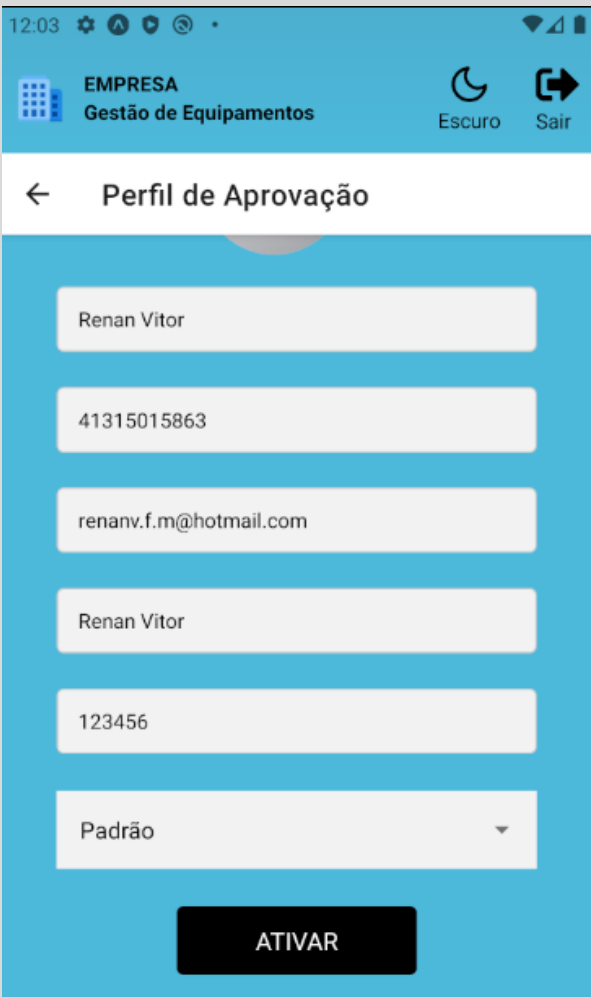 12:03
EMPRESA
Gestão de Equipamentos
Escuro
Sair
Perfil de Aprovação
Renan Vitor
41315015863
renanv.f.m@hotmail.com
Renan Vitor
123456
Padrão
ATIVAR